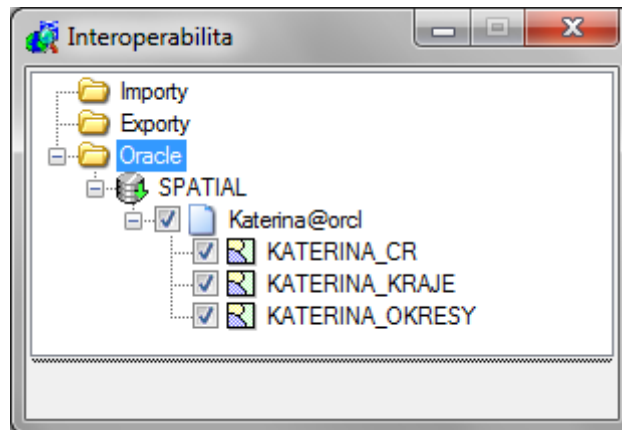 Interoperabilita
Importy
Exporty
Oracle
SPATIAL
Katerina@orcl
KATERINA_CR
KATERINA_KRAJE
KATERINA_OKRESY